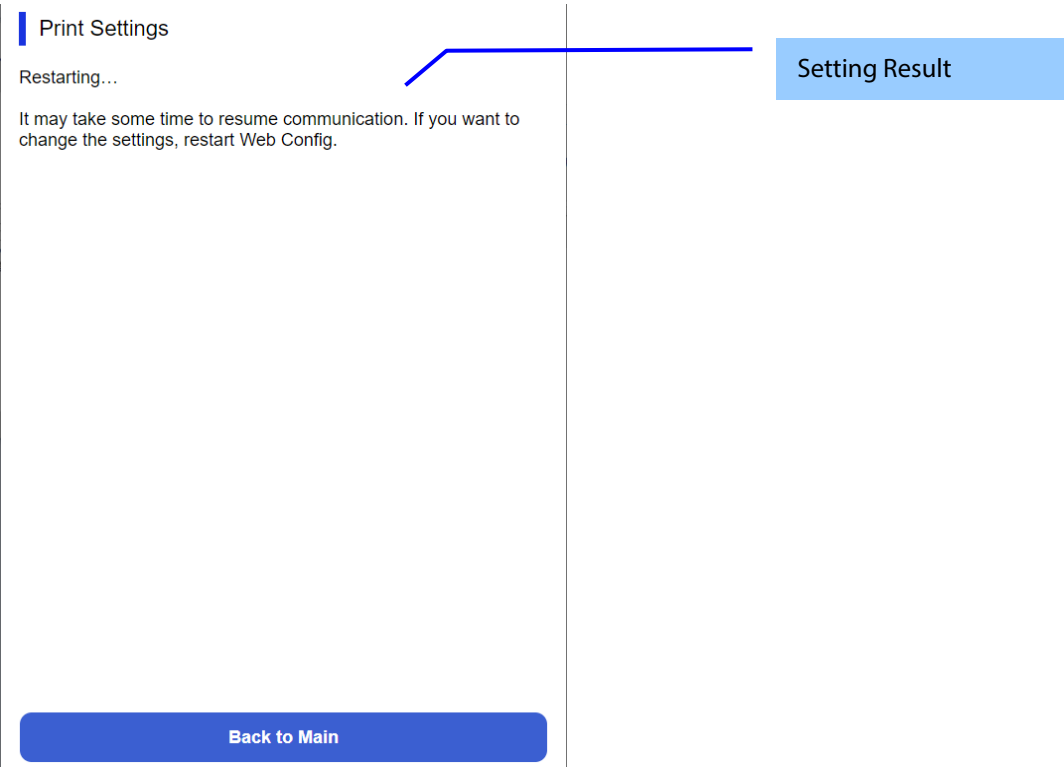 Print Settings
Restarting…
It may take some time to resume communication. If you want to
change the settings, restart Web Config.
Back to Main
Setting Result